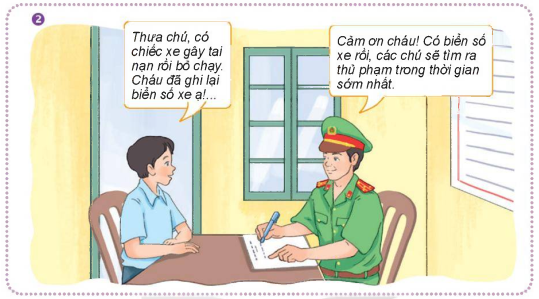 2
Thưa chú, có
chiếc xe gây tai
nạn rồi bỏ chạy.
Cháu đã ghi lại
biển số xe ạ!...
Cảm ơn cháu! Có biển số
xe rồi, các chú sẽ tìm ra
thủ phạm trong thời gian
sớm nhất.